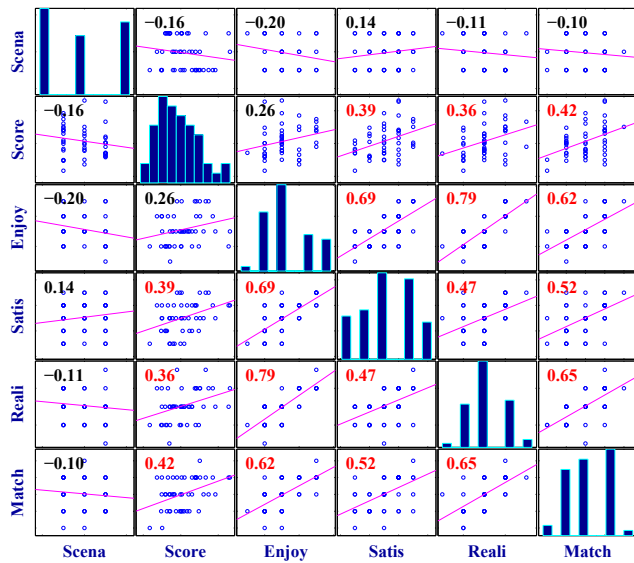 Scena −0.16 −0.20 0.14 −0.11 −0.10
Score −0.16 0.26 0.39 0.36 0.42
Enjoy −0.20 0.26 0.69 0.79 0.62
Satis 0.14 0.39 0.69 0.47 0.52
Reali −0.11 0.36 0.79 0.47 0.65
Match −0.10 0.42 0.62 0.52 0.65
Scena Score Enjoy Satis Reali Match